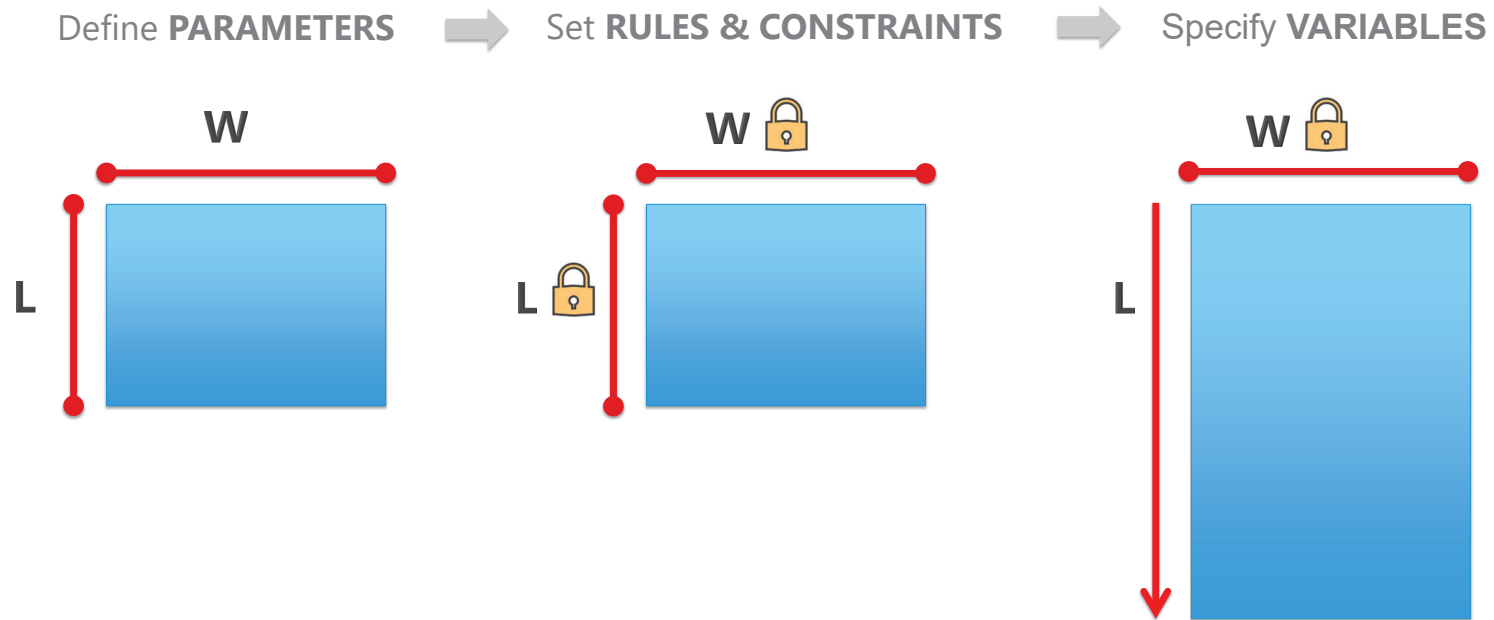 Define PARAMETERS
Set RULES & CONSTRAINTS
Specify VARIABLES
W
W
W
L
L
L